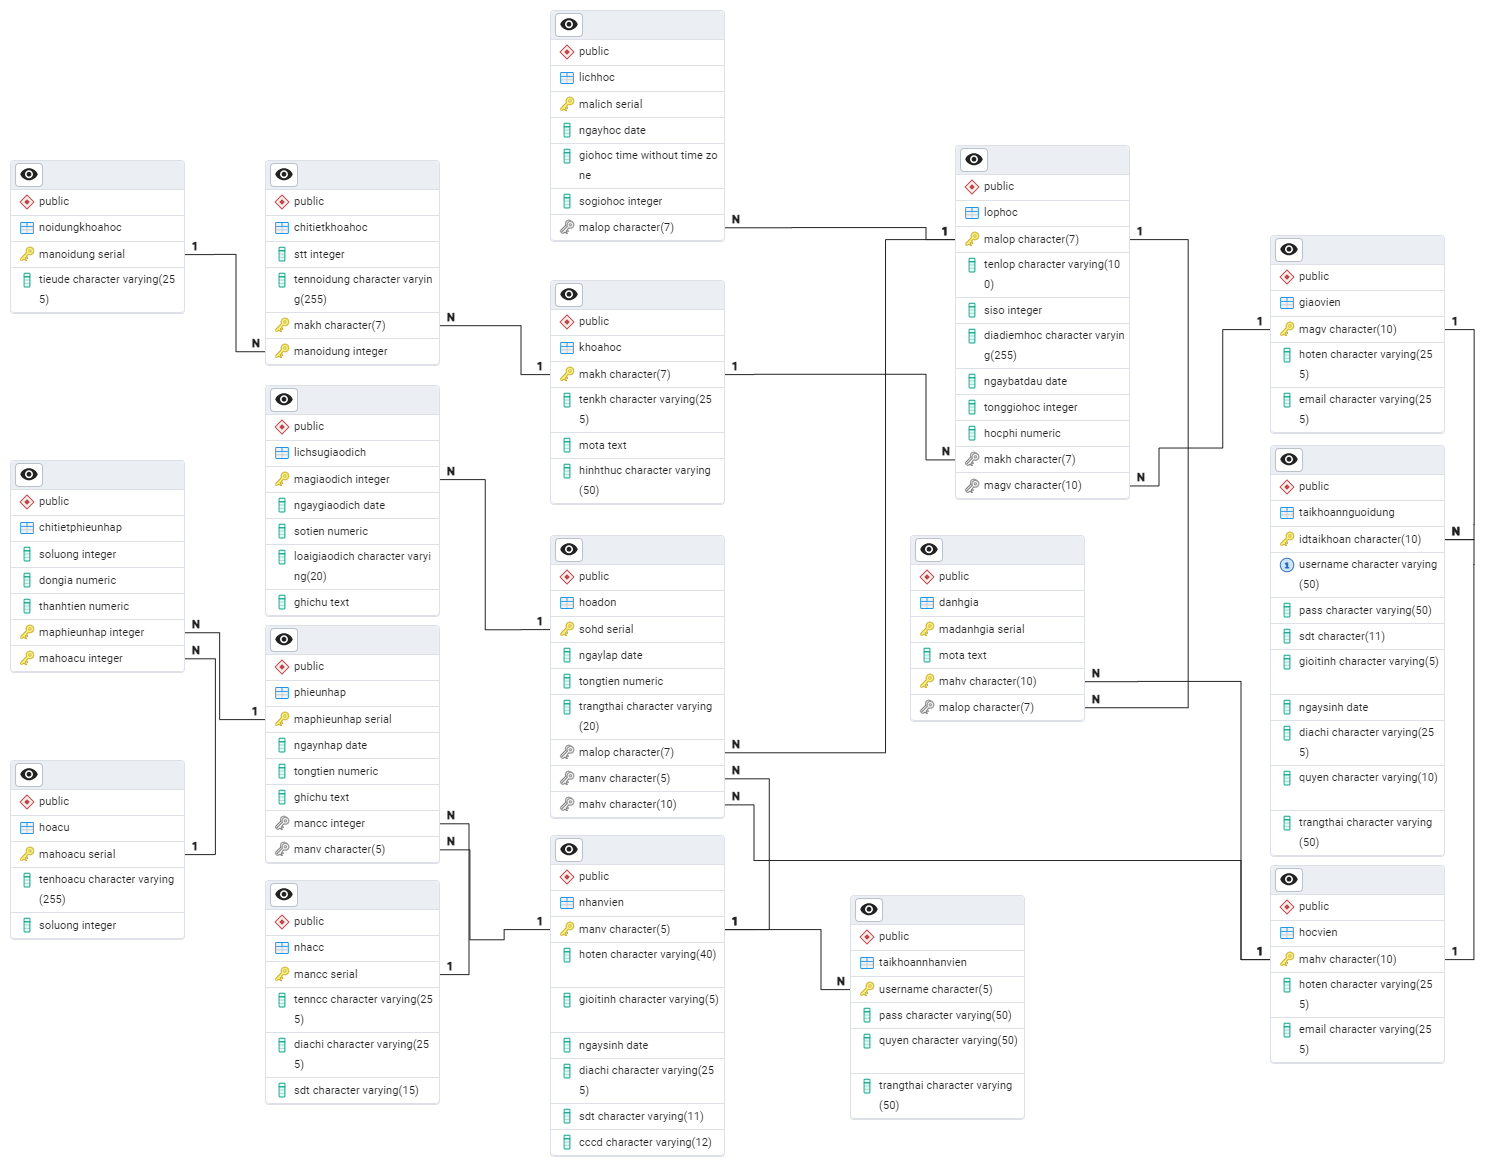 public
lichhoc
malich serial
ngayhoc date
giohoc time without time zo
ne
sogiohoc integer
malop character(7)
N
public
noidungkhoahoc
manoidung serial
tieude character varying(25
5)
1
public
chitietkhoahoc
stt integer
tennoidung character varyin
g(255)
makh character(7)
manoidung integer
N
N
public
khoahoc
makh character(7)
tenkh character varying(25
5)
mota text
hinhthuc character varying
(50)
1
1
public
lophoc
malop character(7)
tenlop character varying(10
0)
siso integer
diadiemhoc character varyin
g(255)
ngaybatdau date
tonggiohoc integer
hocphi numeric
makh character(7)
magv character(10)
1
1
N
N
public
giaovien
magv character(10)
hoten character varying(25
5)
email character varying(25
5)
1
1
public
lichsugiaodich
magiaodich integer
ngaygiaodich date
sotien numeric
loaigiaodich character varyi
ng(20)
ghichu text
N
public
chitietphieunhap
soluong integer
dongia numeric
thanhtien numeric
maphieunhap integer
mahoacu integer
N
N
public
hoadon
sohd serial
ngaylap date
tongtien numeric
trangthai character varying
(20)
malop character(7)
manv character(5)
mahv character(10)
1
N
N
N
public
danhgia
madanhgia serial
mota text
mahv character(10)
malop character(7)
N
N
public
taikhoannguoidung
idtaikhoan character(10)
1
username character varying
(50)
pass character varying(50)
sdt character(11)
gioitinh character varying(5)
ngaysinh date
diachi character varying(25
5)
quyen character varying(10)
trangthai character varying
(50)
N
public
phieunhap
maphieunhap serial
ngaynhap date
tongtien numeric
ghichu text
mancc integer
manv character(5)
1
N
N
public
hoacu
mahoacu serial
tenhoacu character varying
(255)
soluong integer
1
public
nhacc
mancc serial
tenncc character varying(25
5)
diachi character varying(25
5)
sdt character varying(15)
1
public
nhanvien
manv character(5)
hoten character varying(40)
gioitinh character varying(5)
ngaysinh date
diachi character varying(25
5)
sdt character varying(11)
cccd character varying(12)
1
1
public
taikhoannhanvien
username character(5)
pass character varying(50)
quyen character varying(50)
trangthai character varying
(50)
N
public
hocvien
mahv character(10)
hoten character varying(25
5)
email character varying(25
5)
1
1